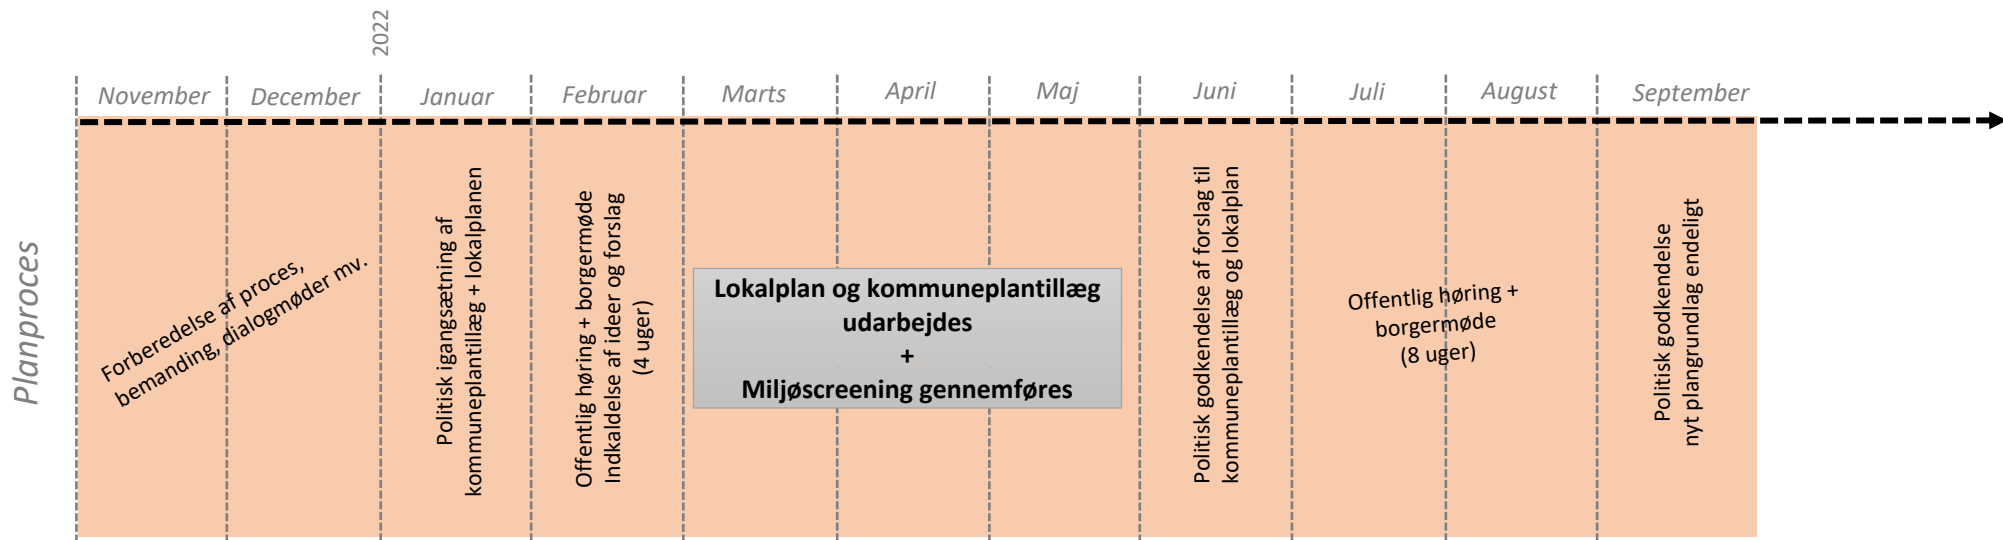 2022
November
December
Januar
Februar
Marts
April
Maj
Juni
Juli
August
September
Planproces
Forberedelse af proces,
bemanding, dialogmøder mv.
Politisk igangsætning af
kommuneplantillæg + lokalplanen
Offentlig høring + borgermøde
Indkaldelse af ideer og forslag
(4 uger)
Lokalplan og kommuneplantillæg
udarbejdes
+
Miljøscreening gennemføres
Politisk godkendelse af forslag til
kommuneplantillæg og lokalplan
Offentlig høring +
borgermøde
(8 uger)
Politisk godkendelse
nyt plangrundlag endeligt